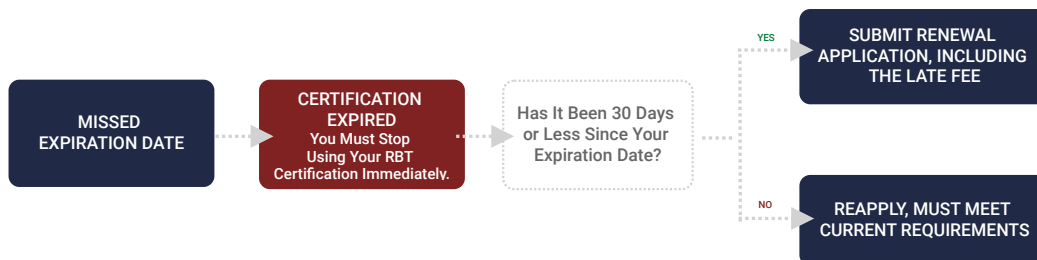 MISSED
EXPIRATION DATE
CERTIFICATION
EXPIRED
You Must Stop
Using Your RBT
Certification Immediately.
Has It Been 30 Days
or Less Since Your
Expiration Date?
YES
SUBMIT RENEWAL
APPLICATION, INCLUDING
THE LATE FEE
NO
REAPPLY, MUST MEET
CURRENT REQUIREMENTS